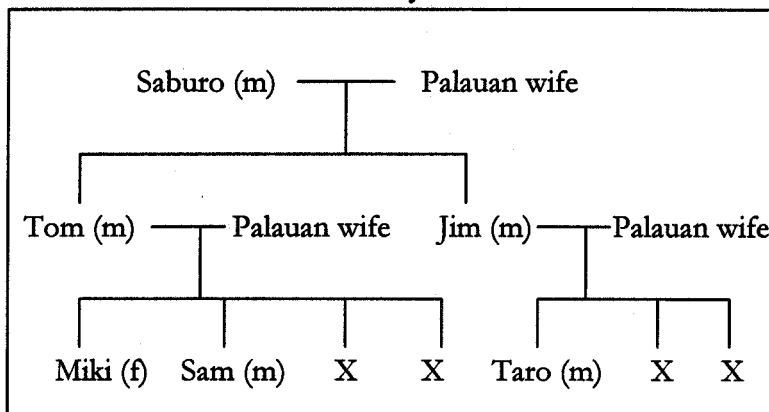 Saburo (m) Palauan wife
Tom (m) Palauan wife Jim (m) Palauan wife
Miki (f) Sam (m) X X Taro (m) X X